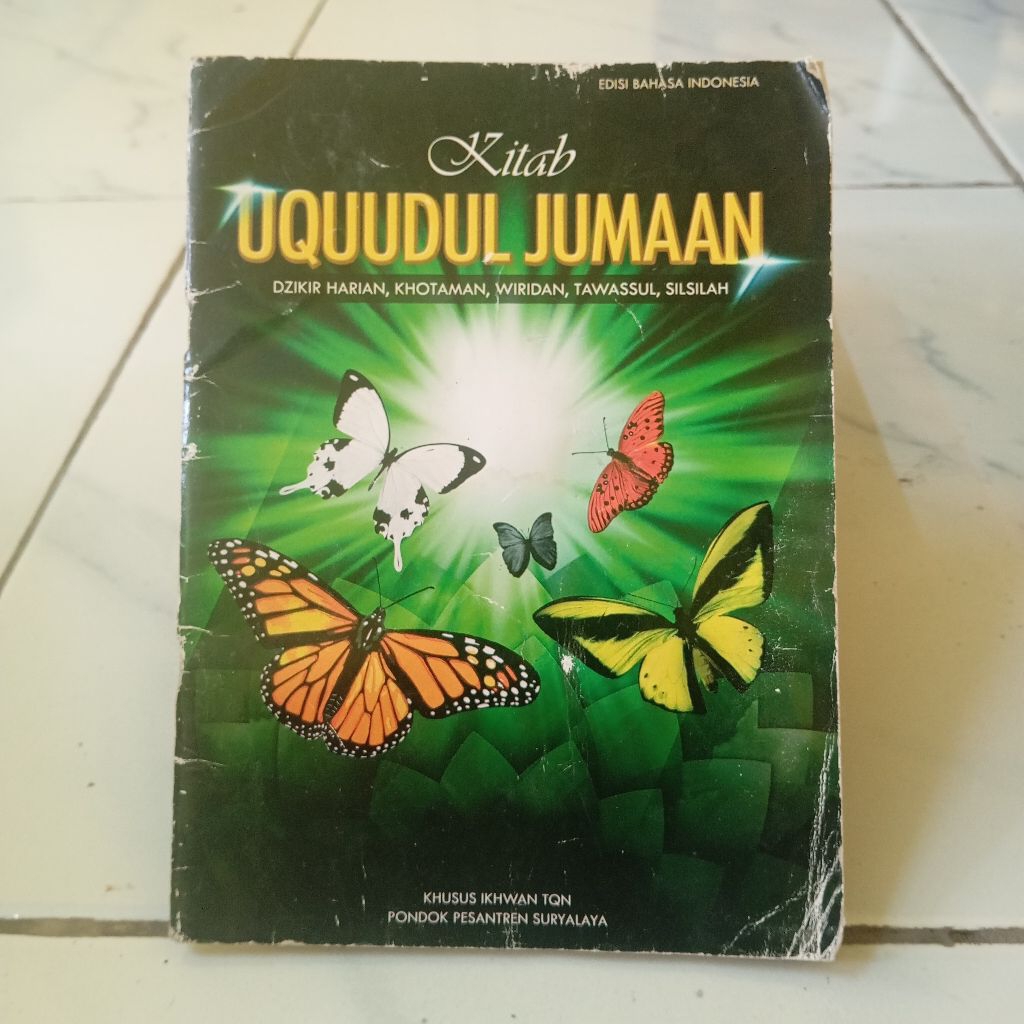 EDISI BAHASA INDONESIA
Kitab
UQUUDUL JUMAAN
DZIKIR HARIAN, KHOTAMAN, WIRIDAN, TAWASSUL, SILSILAH
KHUSUS IKHWAN TQN
PONDOK PESANTREN SURYALAYA